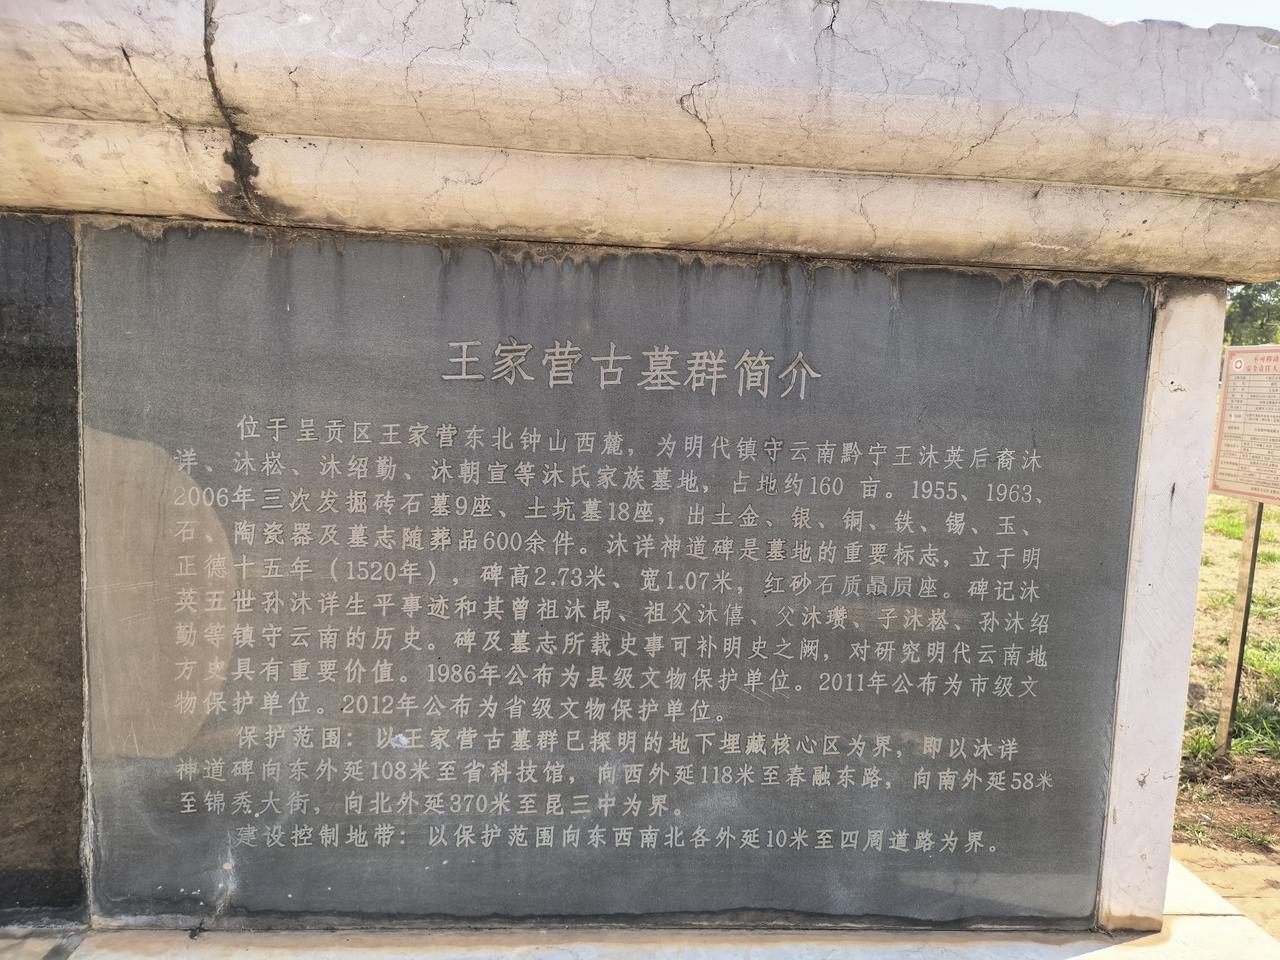 王家营古墓群简介
位于呈贡区王家营东北钟山西麓，为明代镇守云南黔宁王沐英后裔沐
详、沐崧、沐绍勤、沐朝宣等沐氏家族墓地，占地约160 亩。1955、1963、
2006年三次发掘砖石墓9座、土坑墓18座，出土金、银、铜、铁、锡、玉、
石、陶瓷器及墓志随葬品600余件。沐详神道碑是墓地的重要标志，立于明
正德十五年（1520年），碑高2.73米、宽1.07米，红砂石质赑屃座。碑记沐
英五世孙沐详生平事迹和其曾祖沐昂、祖父沐僖、父沐瓒、子沐崧、孙沐绍
勤等镇守云南的历史。碑及墓志所载史事可补明史之阙，对研究明代云南地
方史具有重要价值。1986年公布为县级文物保护单位。2011年公布为市级文
物保护单位。2012年公布为省级文物保护单位。
保护范围：以王家营古墓群已探明的地下埋藏核心区为界，即以沐详
神道碑向东外延108米至省科技馆，向西外延118米至春融东路，向南外延58米
至锦秀大街，向北外延370米至昆三中为界。
建设控制地带：以保护范围向东西南北各外延10米至四周道路为界。
不可移动
安全责任人